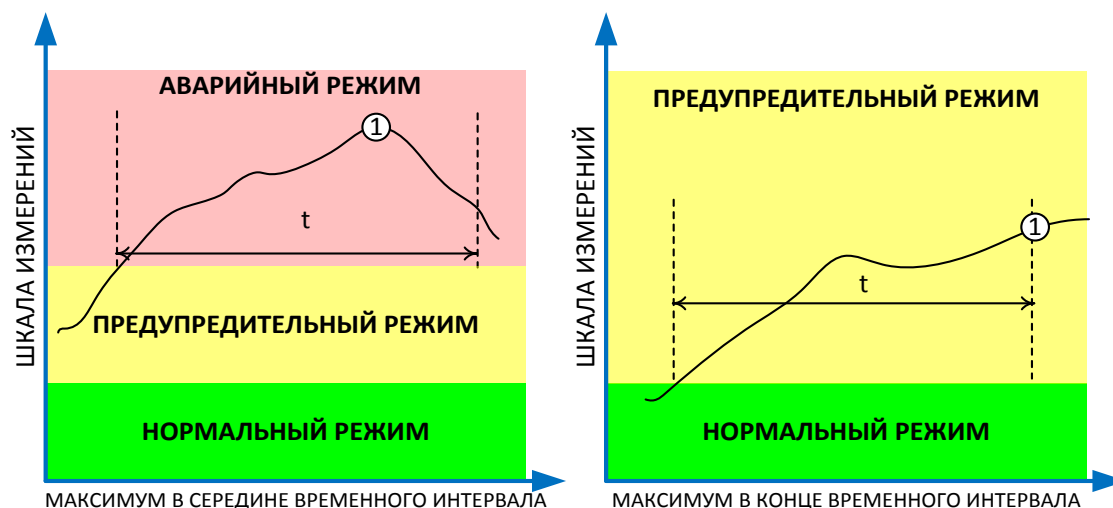 ШКАЛА ИЗМЕРЕНИЙ
АВАРИЙНЫЙ РЕЖИМ
1
t
ПРЕДУПРЕДИТЕЛЬНЫЙ РЕЖИМ
НОРМАЛЬНЫЙ РЕЖИМ
МАКСИМУМ В СЕРЕДИНЕ ВРЕМЕННОГО ИНТЕРВАЛА
ШКАЛА ИЗМЕРЕНИЙ
ПРЕДУПРЕДИТЕЛЬНЫЙ РЕЖИМ
1
t
НОРМАЛЬНЫЙ РЕЖИМ
МАКСИМУМ В КОНЦЕ ВРЕМЕННОГО ИНТЕРВАЛА